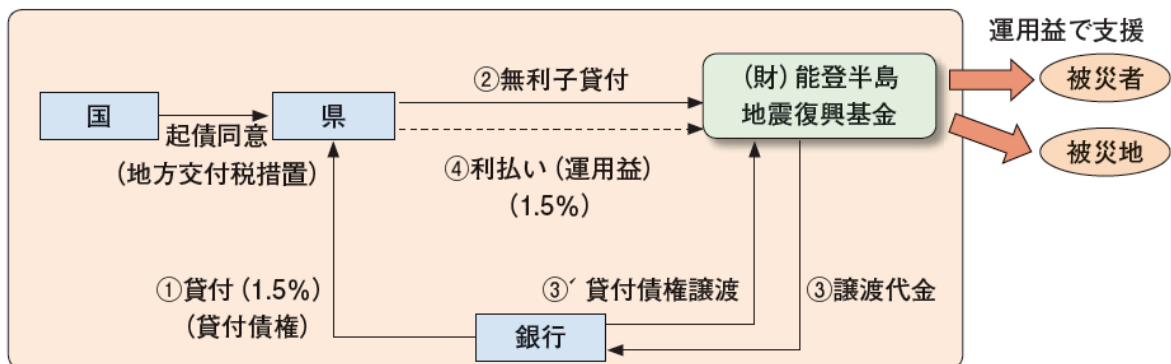 運用益で支援
国
起債同意
(地方交付税措置)
県
②無利子貸付
④利払い(運用益)
(1.5%)
(財)能登半島
地震復興基金
被災者
被災地
①貸付(1.5%)
(貸付債権)
③´貸付債権譲渡
③譲渡代金
銀行